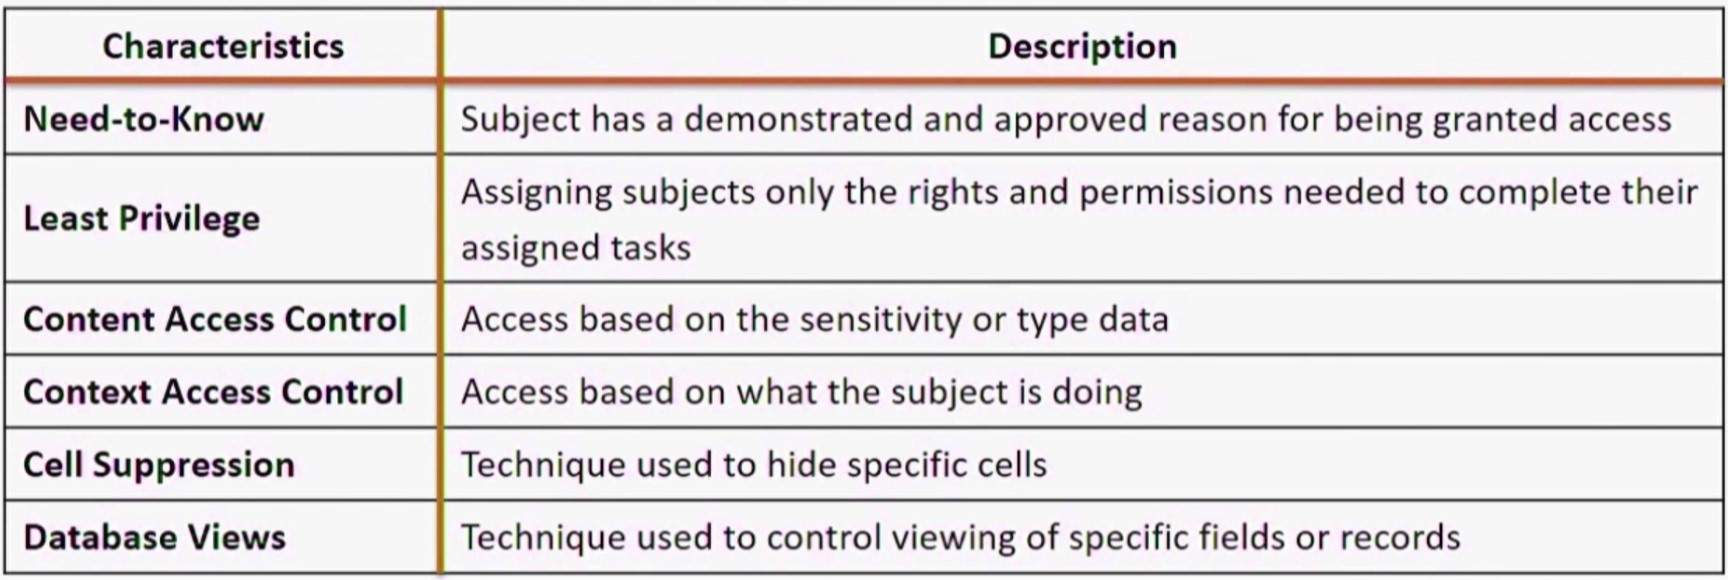 Characteristics Description
Need-to-Know Subject has a demonstrated and approved reason for being granted access
Least Privilege Assigning subjects only the rights and permissions needed to complete their
assigned tasks
Content Access Control Access based on the sensitivity or type data
Context Access Control Access based on what the subject is doing
Cell Suppression Technique used to hide specific cells
Database Views Technique used to control viewing of specific fields or records